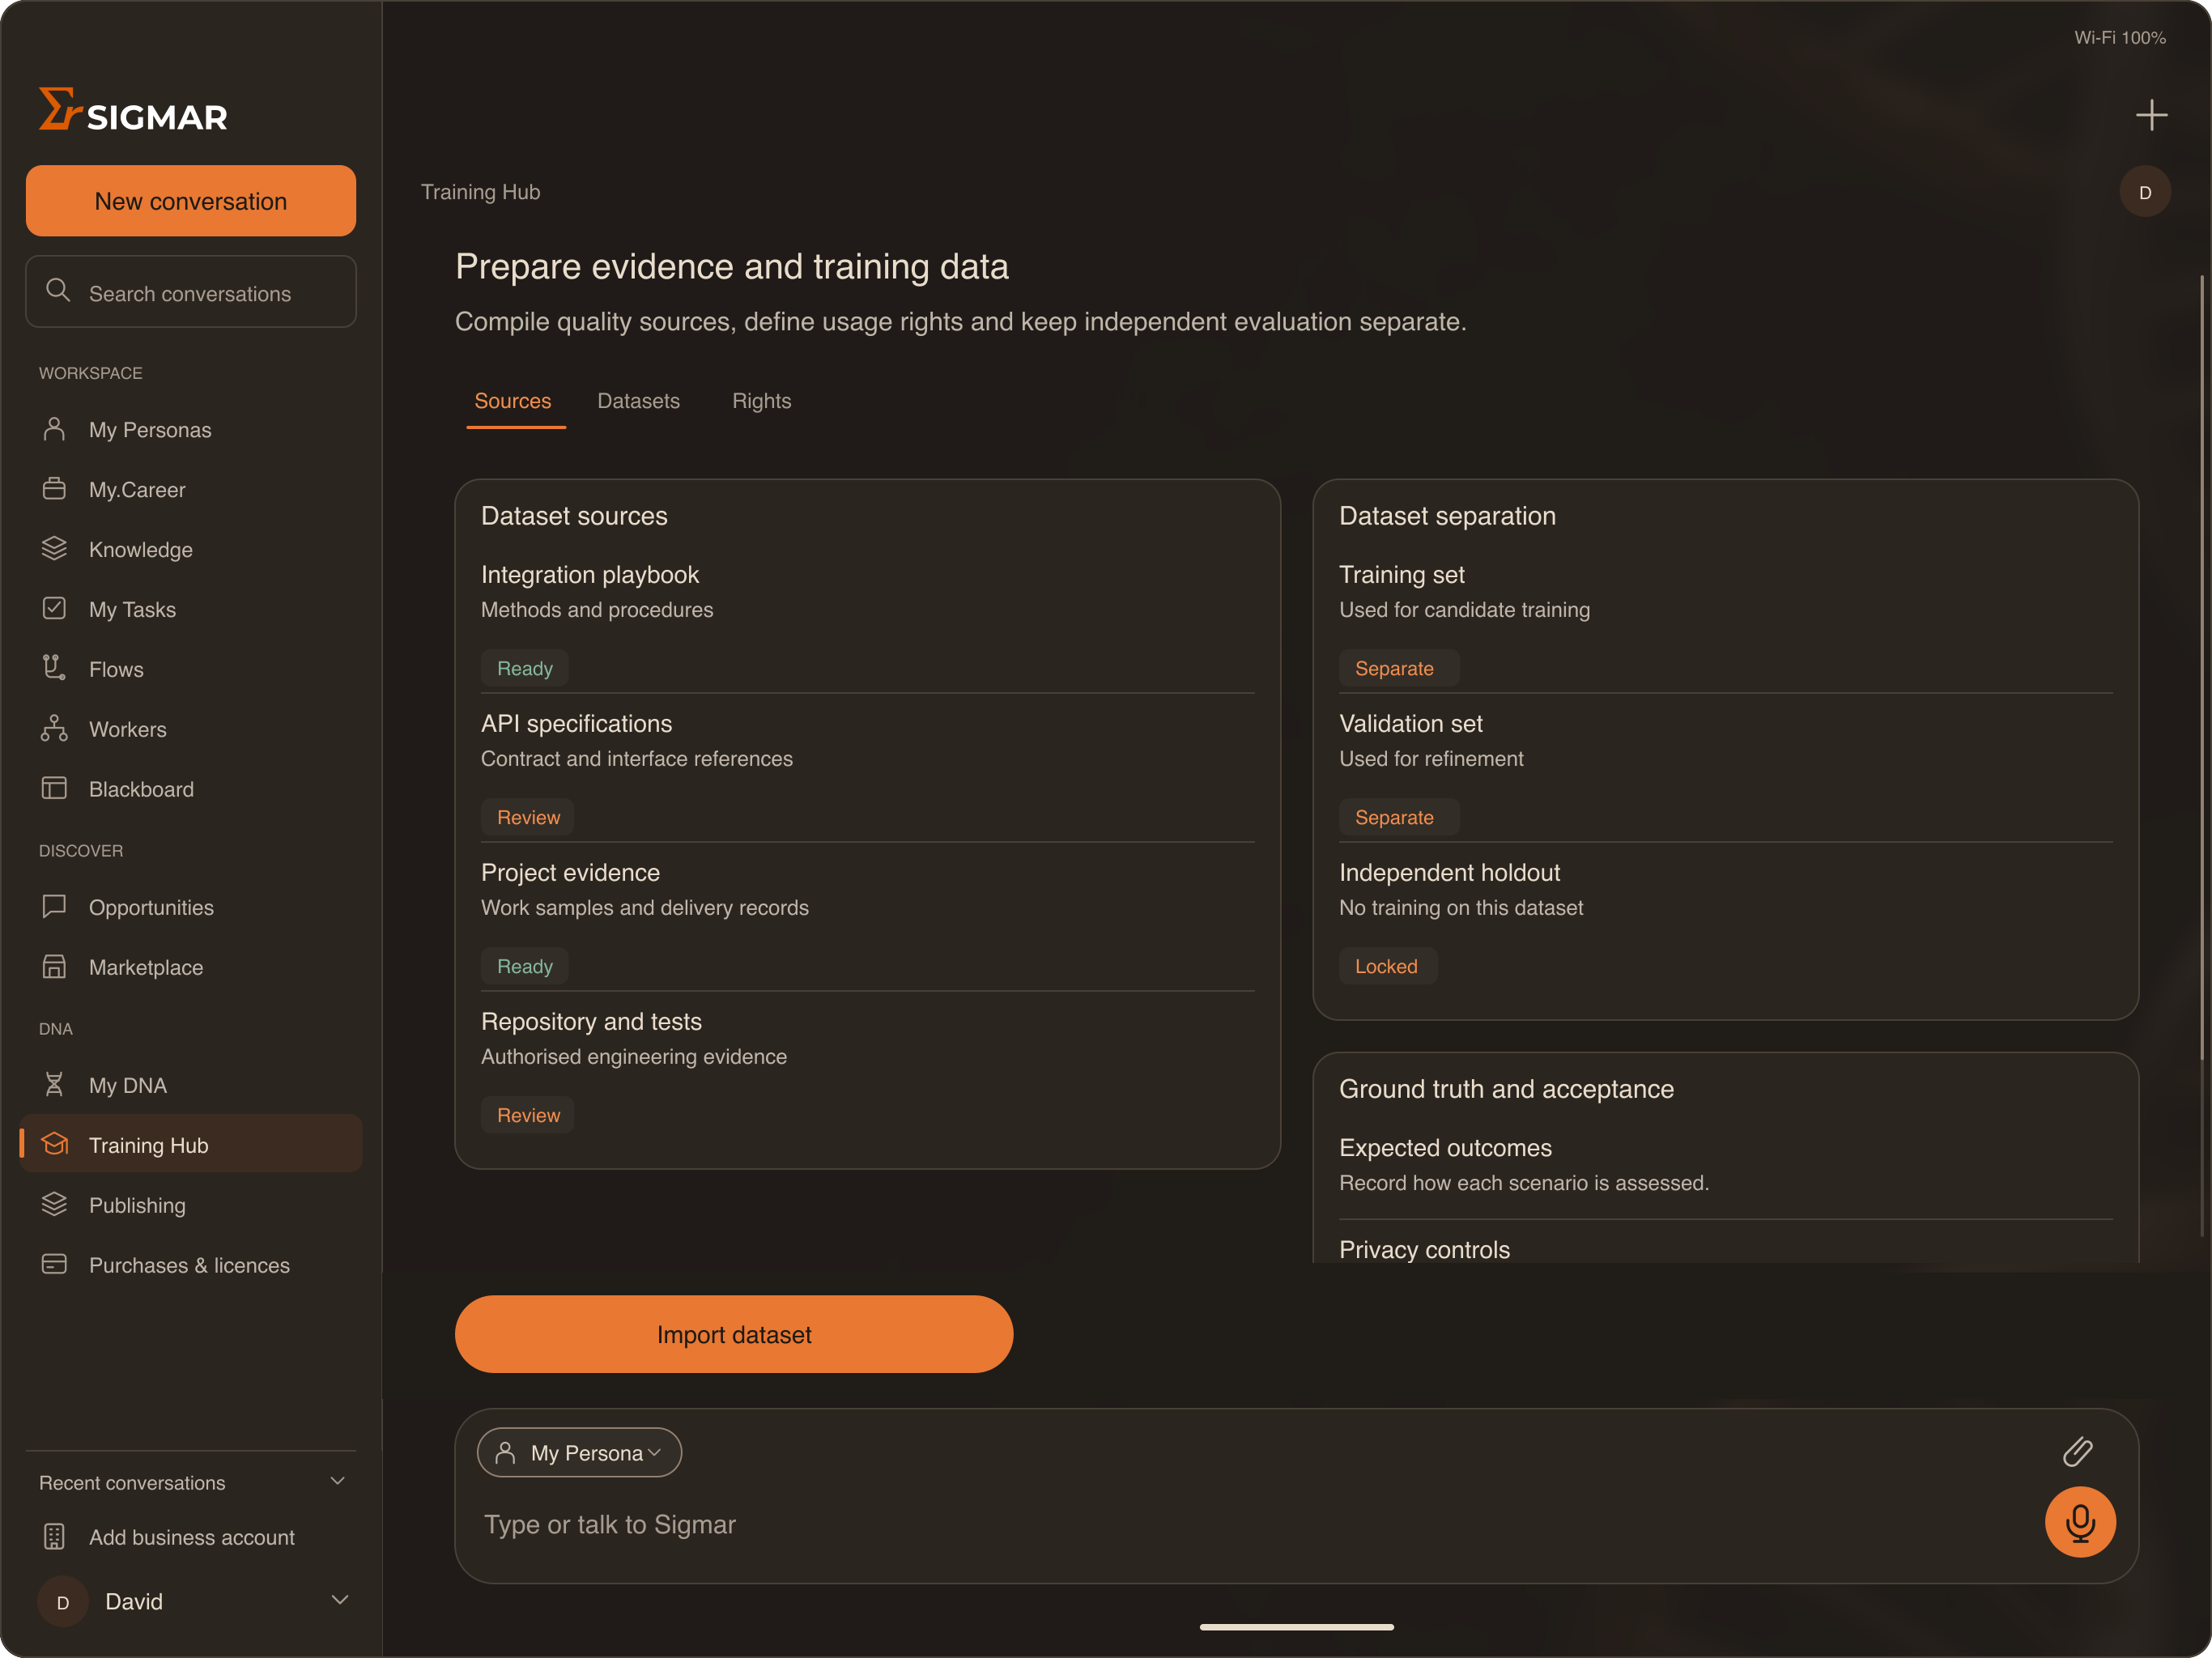 Wi-Fi 100%
Σr SIGMAR
New conversation
Search conversations
WORKSPACE
My Personas
My.Career
Knowledge
My Tasks
Flows
Workers
Blackboard
DISCOVER
Opportunities
Marketplace
DNA
My DNA
Training Hub
Publishing
Purchases & licences
Recent conversations
Add business account
D
David
Training Hub
D
Prepare evidence and training data
Compile quality sources, define usage rights and keep independent evaluation separate.
Sources
Datasets
Rights
Dataset sources
Integration playbook
Methods and procedures
Ready
API specifications
Contract and interface references
Review
Project evidence
Work samples and delivery records
Ready
Repository and tests
Authorised engineering evidence
Review
Dataset separation
Training set
Used for candidate training
Separate
Validation set
Used for refinement
Separate
Independent holdout
No training on this dataset
Locked
Ground truth and acceptance
Expected outcomes
Record how each scenario is assessed.
Privacy controls
Import dataset
My Persona
Type or talk to Sigmar